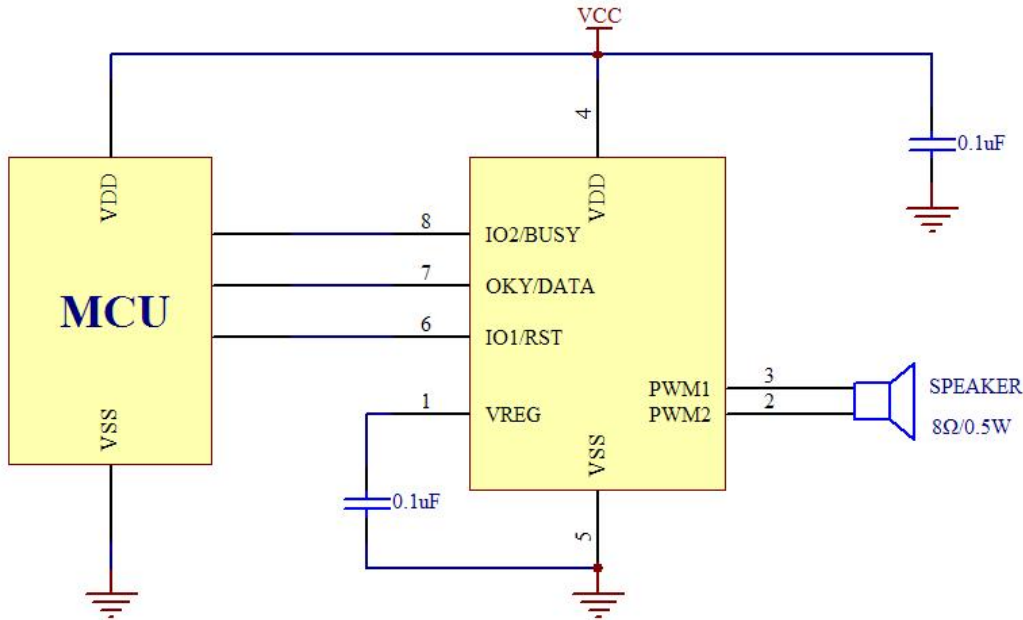 VCC
4
0.1uF
VDD
VDD
8
IO2/BUSY
7
OKY/DATA
MCU
6
IO1/RST
3
PWM1
SPEAKER
1
VREG
2
PWM2
8Ω/0.5W
VSS
VSS
0.1uF
5